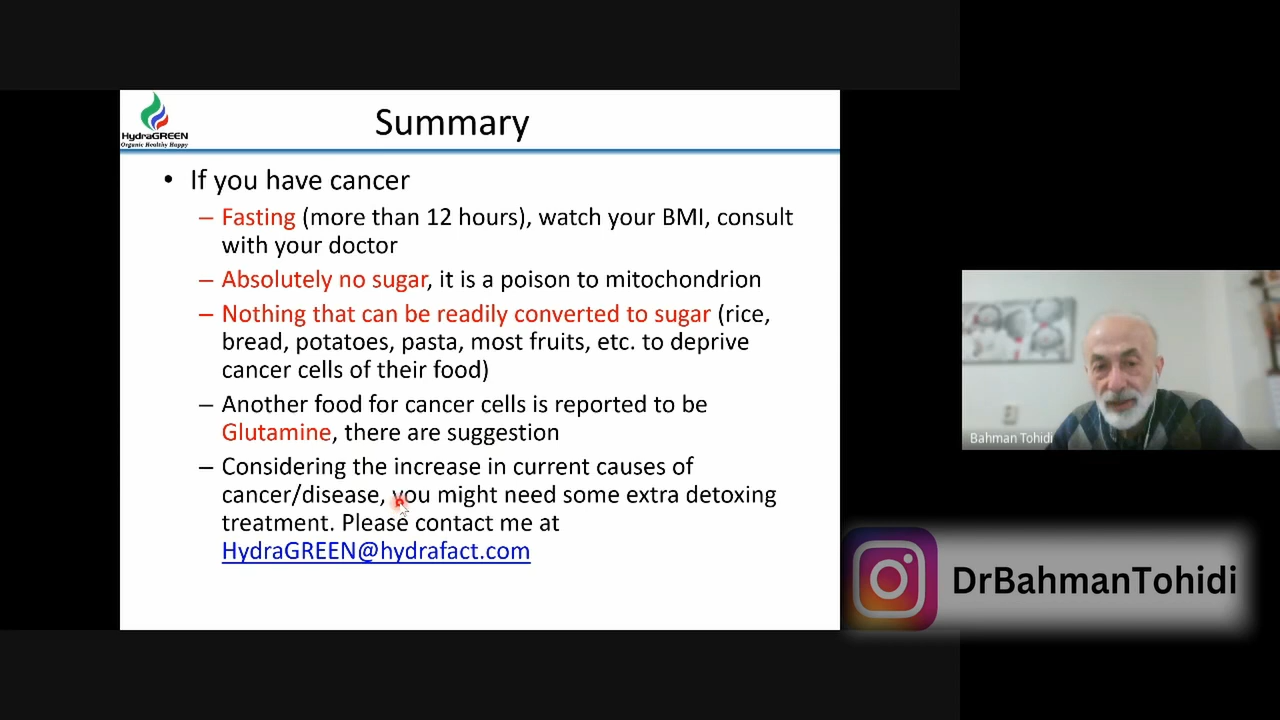 HydraGREEN
Organic Healthy Happy
Summary
• If you have cancer
– Fasting (more than 12 hours), watch your BMI, consult
with your doctor
– Absolutely no sugar, it is a poison to mitochondrion
– Nothing that can be readily converted to sugar (rice,
bread, potatoes, pasta, most fruits, etc. to deprive
cancer cells of their food)
– Another food for cancer cells is reported to be
Glutamine, there are suggestion
– Considering the increase in current causes of
cancer/disease, you might need some extra detoxing
treatment. Please contact me at
HydraGREEN@hydrafact.com
Bahman Tohidi
DrBahmanTohidi